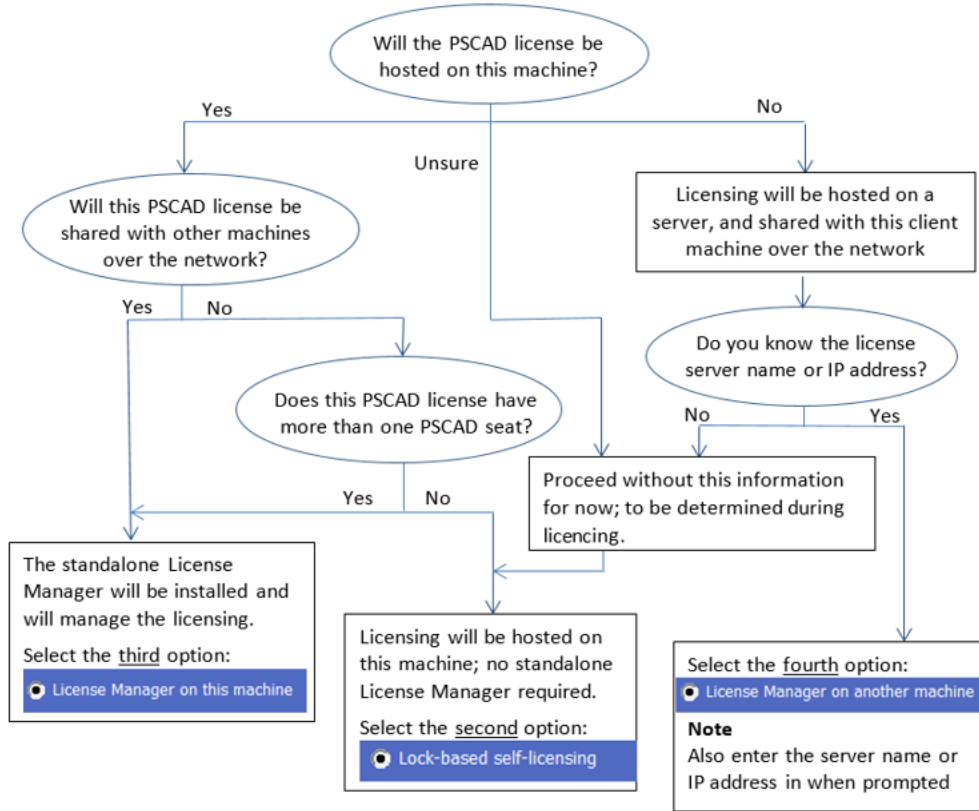 Will the PSCAD license be
hosted on this machine?
Yes
No
Unsure
Will this PSCAD license be
shared with other machines
over the network?
Licensing will be hosted on a
server, and shared with this client
machine over the network
Yes
No
Do you know the license
server name or IP address?
Does this PSCAD license have
more than one PSCAD seat?
No
Yes
Yes
No
Proceed without this information
for now; to be determined during
licencing.
The standalone License
Manager will be installed and
will manage the licensing.
Select the third option:
License Manager on this machine
Licensing will be hosted on
this machine; no standalone
License Manager required.
Select the second option:
Lock-based self-licensing
Select the fourth option:
License Manager on another machine
Note
Also enter the server name or
IP address in when prompted